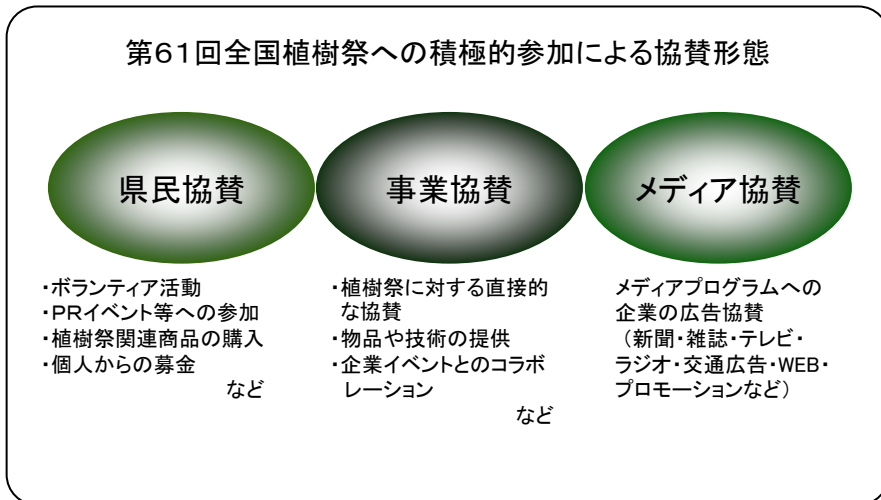 第61回全国植樹祭への積極的参加による協賛形態
県民協賛
事業協賛
メディア協賛
・ボランティア活動
・PRイベント等への参加
・植樹祭関連商品の購入
・個人からの募金
など
・植樹祭に対する直接的
な協賛
・物品や技術の提供
・企業イベントとのコラボ
レーション
など
メディアプログラムへの
企業の広告協賛
（新聞・雑誌・テレビ・
ラジオ・交通広告・WEB・
プロモーションなど）